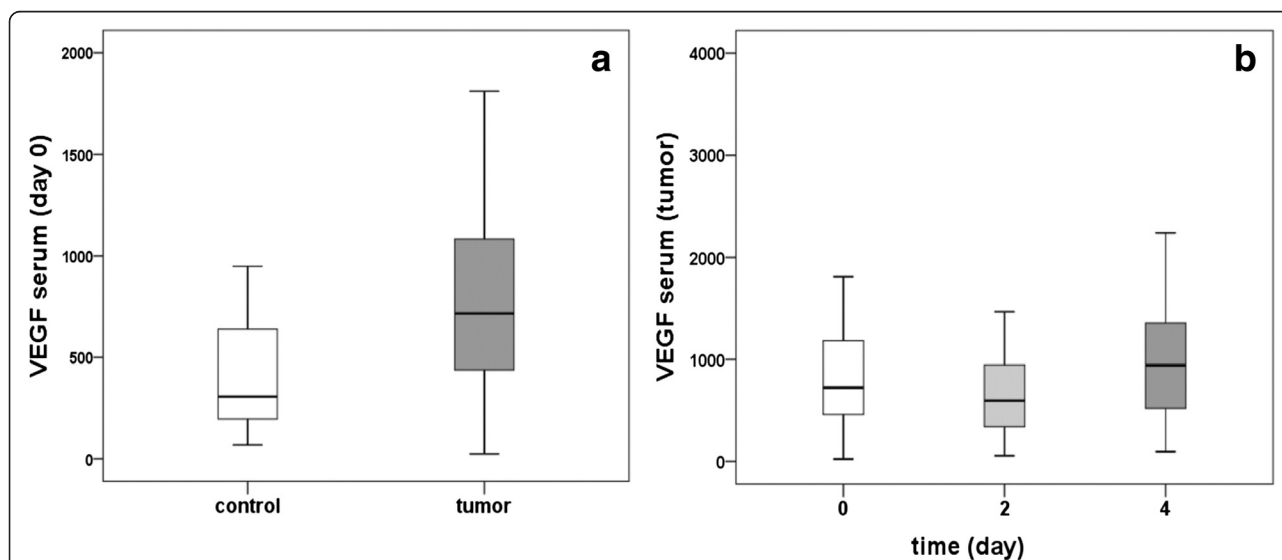 a
VEGF serum (day 0)
2000
1500
1000
500
0
control tumor
b
VEGF serum (tumor)
4000
3000
2000
1000
0
0 2 4
time (day)